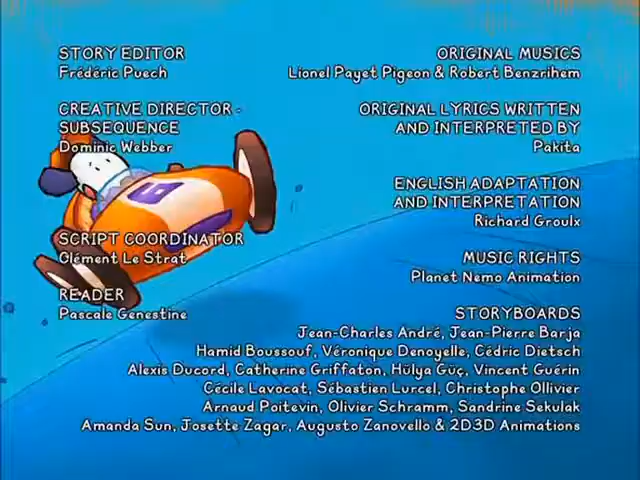 STORY EDITOR
Frédéric Puech
ORIGINAL MUSICS
Lionel Payet Pigeon & Robert Benzrihem
CREATIVE DIRECTOR -
SUBSEQUENCE
Dominic Webber
ORIGINAL LYRICS WRITTEN
AND INTERPRETED BY
Pakita
ENGLISH ADAPTATION
AND INTERPRETATION
Richard Groulx
6
SCRIPT COORDINATOR
Clément Le Strat
MUSIC RIGHTS
Planet Nemo Animation
READER
Pascale Genestine
STORYBOARDS
Jean-Charles André, Jean-Pierre Barja
Hamid Boussouf, Véronique Denoyelle, Cédric Dietsch
Alexis Ducord, Catherine Griffaton, Hülya Güç, Vincent Guérin
Cécile Lavocat, Sébastien Lurcel, Christophe Ollivier
Arnaud Poitevin, Olivier Schramm, Sandrine Sekulak
Amanda Sun, Josette Zagar, Augusto Zanovello & 2D3D Animations